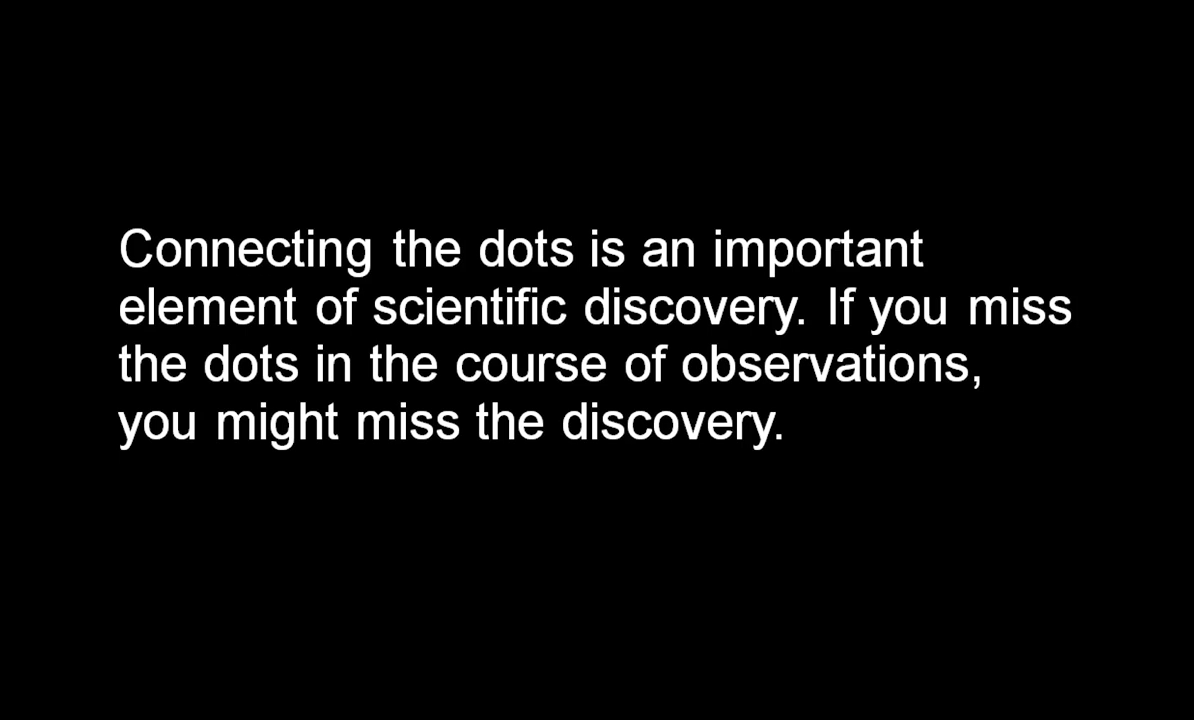 Connecting the dots is an important
element of scientific discovery. If you miss
the dots in the course of observations,
you might miss the discovery.